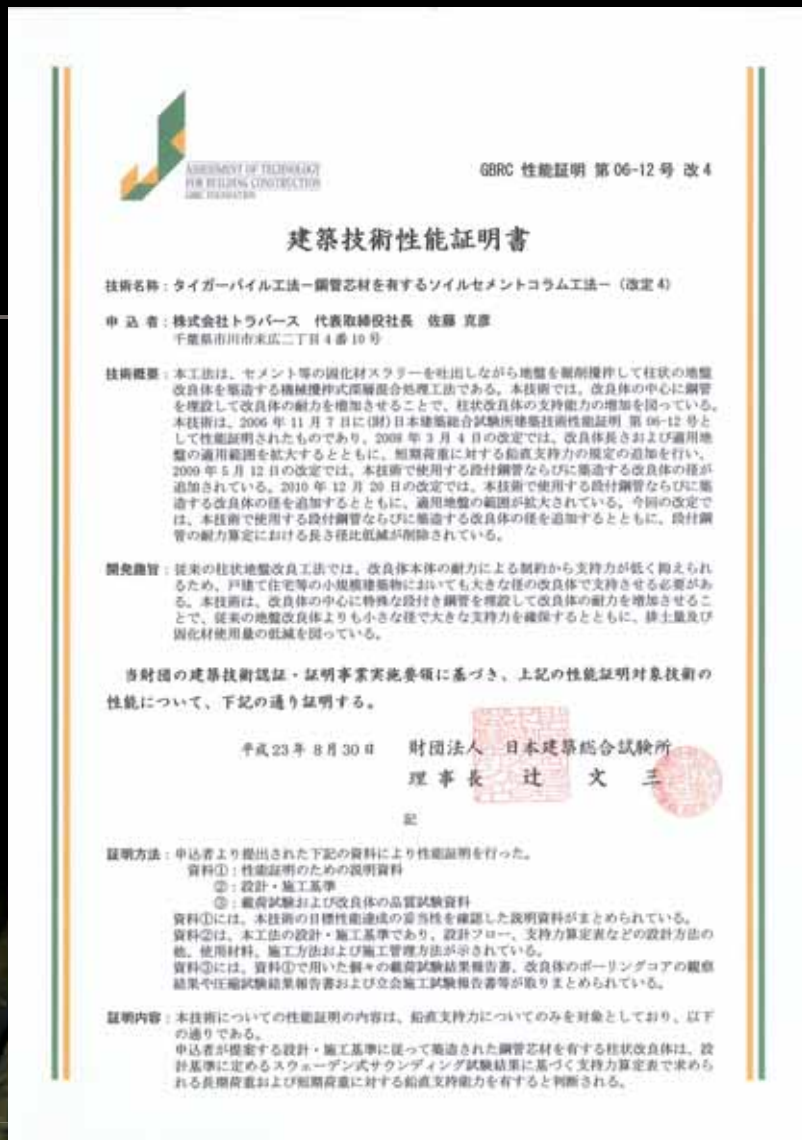 ASSESSMENT OF TECHNOLOGY
FOR BUILDING CONSTRUCTION
GBRC FOUNDATION
GBRC 性能証明 第 06-12 号 改 4
建築技術性能証明書
技術名称：タイガーパイル工法－鋼管芯材を有するソイルセメントコラム工法－（改定 4）
申 込 者：株式会社トラバース　代表取締役社長　佐藤 克彦
千葉県市川市末広二丁目 4 番 10 号
技術概要：本工法は、セメント等の固化材スラリーを吐出しながら地盤を掘削攪拌して柱状の地盤
改良体を築造する機械攪拌式深層混合処理工法である。本技術では、改良体の中心に鋼管
を埋設して改良体の耐力を増加させることで、柱状改良体の支持能力の増加を図っている。
本技術は、2006 年 11 月 7 日に(財)日本建築総合試験所建築技術性能証明 第 06-12 号と
して性能証明されたものであり、2008 年 3 月 4 日の改定では、改良体長さおよび適用地
盤の適用範囲を拡大するとともに、短期荷重に対する鉛直支持力の規定の追加を行い、
2009 年 5 月 12 日の改定では、本技術で使用する段付鋼管ならびに築造する改良体の径が
追加されている。2010 年 12 月 20 日の改定では、本技術で使用する段付鋼管ならびに築
造する改良体の径を追加するとともに、適用地盤の範囲が拡大されている。今回の改定で
は、本技術で使用する段付鋼管ならびに築造する改良体の径を追加するとともに、段付鋼
管の耐力算定における長さ径比低減が削除されている。
開発趣旨：従来の柱状地盤改良工法では、改良体本体の耐力による制約から支持力が低く抑えられ
るため、戸建て住宅等の小規模建築物においても大きな径の改良体で支持させる必要があ
る。本技術は、改良体の中心に特殊な段付き鋼管を埋設して改良体の耐力を増加させるこ
とで、従来の地盤改良体よりも小さな径で大きな支持力を確保するとともに、排土量及び
固化材使用量の低減を図っている。
当財団の建築技術認証・証明事業実施要領に基づき、上記の性能証明対象技術の
性能について、下記の通り証明する。
平成 23 年 8 月 30 日　財団法人　日本建築総合試験所
理 事 長　辻　文　三
記
証明方法：申込者より提出された下記の資料により性能証明を行った。
資料①：性能証明のための説明資料
②：設計・施工基準
③：載荷試験および改良体の品質試験資料
資料①には、本技術の目標性能達成の妥当性を確認した説明資料がまとめられている。
資料②は、本工法の設計・施工基準であり、設計フロー、支持力算定表などの設計方法の
他、使用材料、施工方法および施工管理方法が示されている。
資料③には、資料①で用いた個々の載荷試験結果報告書、改良体のボーリングコアの観察
結果や圧縮試験結果報告書および立会施工試験報告書等が取りまとめられている。
証明内容：本技術についての性能証明の内容は、鉛直支持力についてのみを対象としており、以下
の通りである。
申込者が提案する設計・施工基準に従って築造された鋼管芯材を有する柱状改良体は、設
計基準に定めるスウェーデン式サウンディング試験結果に基づく支持力算定表で求めら
れる長期荷重および短期荷重に対する鉛直支持能力を有すると判断される。